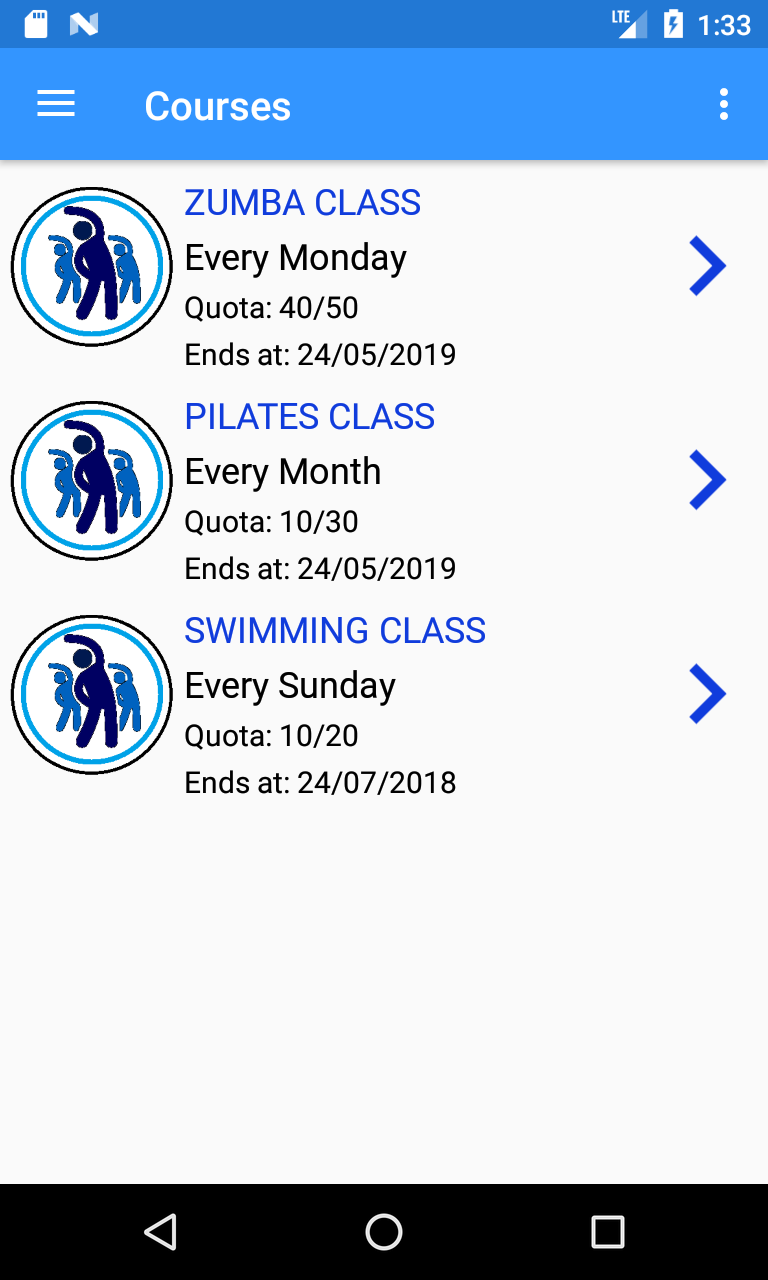 LTE 1:33
Courses
ZUMBA CLASS
Every Monday
Quota: 40/50
Ends at: 24/05/2019
PILATES CLASS
Every Month
Quota: 10/30
Ends at: 24/05/2019
SWIMMING CLASS
Every Sunday
Quota: 10/20
Ends at: 24/07/2018